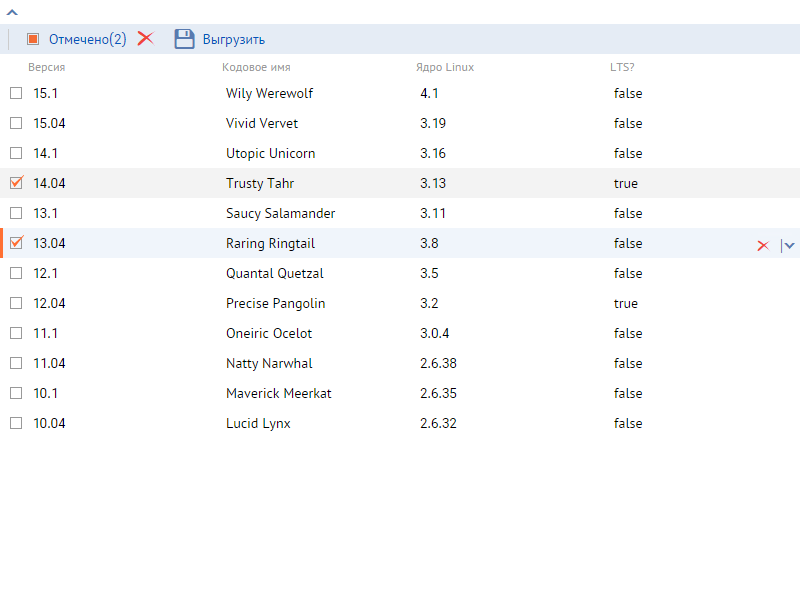 Отмечено(2) Выгрузить
Версия Кодовое имя Ядро Linux LTS?
15.1 Wily Werewolf 4.1 false
15.04 Vivid Vervet 3.19 false
14.1 Utopic Unicorn 3.16 false
14.04 Trusty Tahr 3.13 true
13.1 Saucy Salamander 3.11 false
13.04 Raring Ringtail 3.8 false
12.1 Quantal Quetzal 3.5 false
12.04 Precise Pangolin 3.2 true
11.1 Oneiric Ocelot 3.0.4 false
11.04 Natty Narwhal 2.6.38 false
10.1 Maverick Meerkat 2.6.35 false
10.04 Lucid Lynx 2.6.32 false